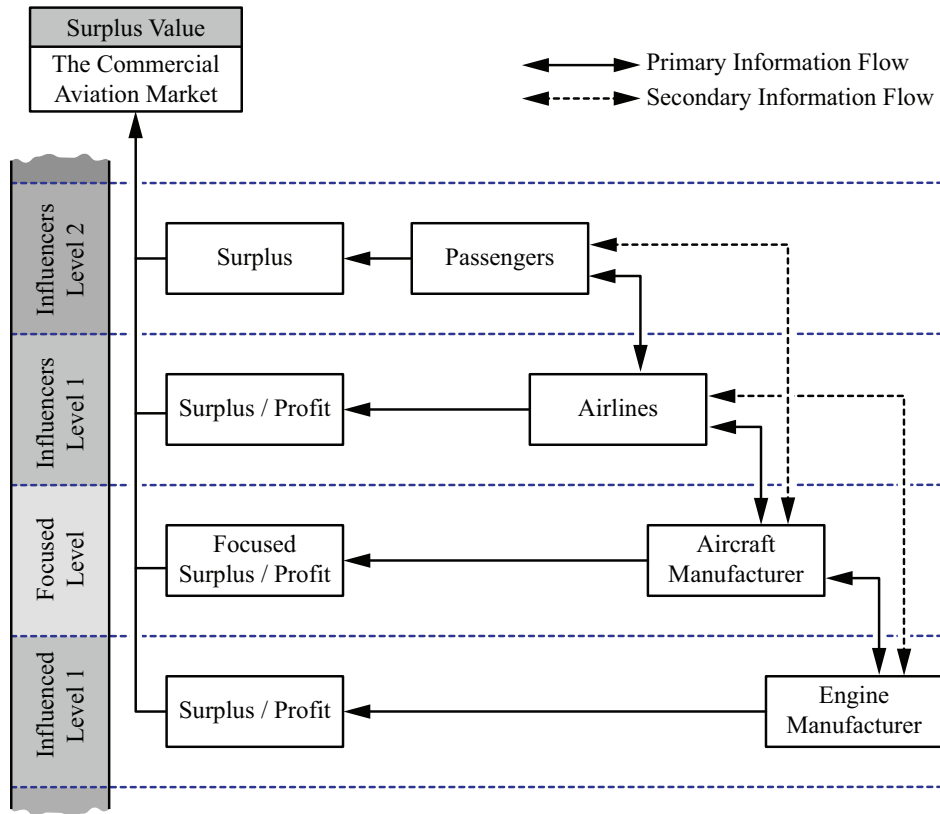 Surplus Value
The Commercial
Aviation Market
Primary Information Flow
Secondary Information Flow
Influencers
Level 2
Surplus
Passengers
Influencers
Level 1
Surplus / Profit
Airlines
Focused
Level
Focused
Surplus / Profit
Aircraft
Manufacturer
Influenced
Level 1
Surplus / Profit
Engine
Manufacturer